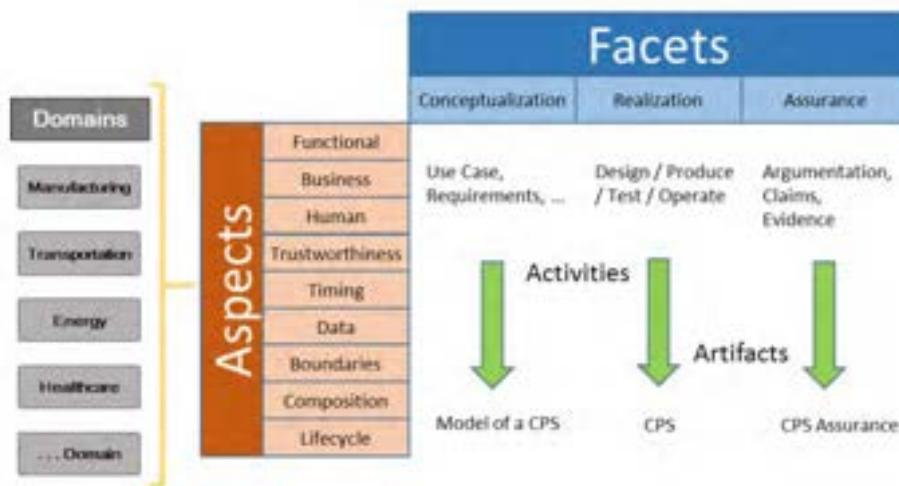 Facets
Conceptualization
Realization
Assurance
Domains
Manufacturing
Transportation
Energy
Healthcare
... Domain
Aspects
Functional
Business
Human
Trustworthiness
Timing
Data
Boundaries
Composition
Lifecycle
Use Case,
Requirements, ...
Design / Produce
/ Test / Operate
Argumentation,
Claims,
Evidence
Activities
Artifacts
Model of a CPS
CPS
CPS Assurance